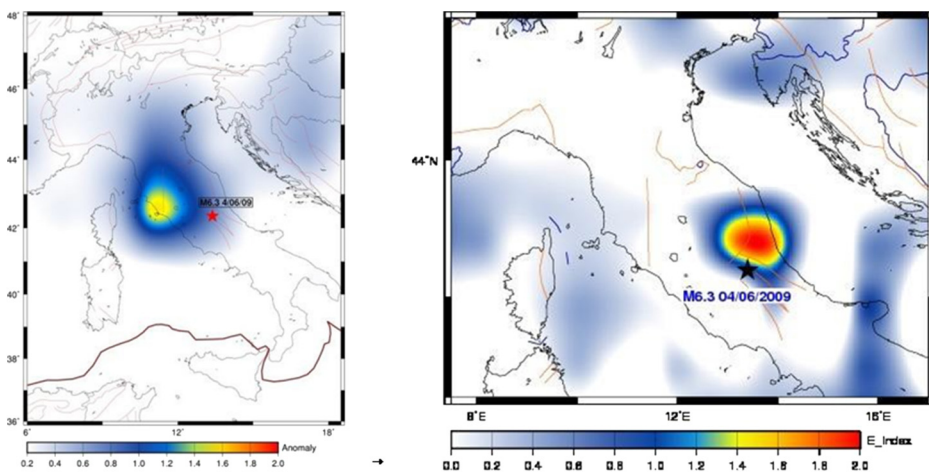 48°
46°
44°
42°
40°
38°
36°
6°
12°
18°
M6.3 4/06/09
0.2 0.4 0.6 0.8 1.0 1.2 1.4 1.6 1.8 2.0
Anomaly
→
44°N
M6.3 04/06/2009
8°E
12°E
16°E
0.0 0.2 0.4 0.6 0.8 1.0 1.2 1.4 1.6 1.8 2.0
E_Index